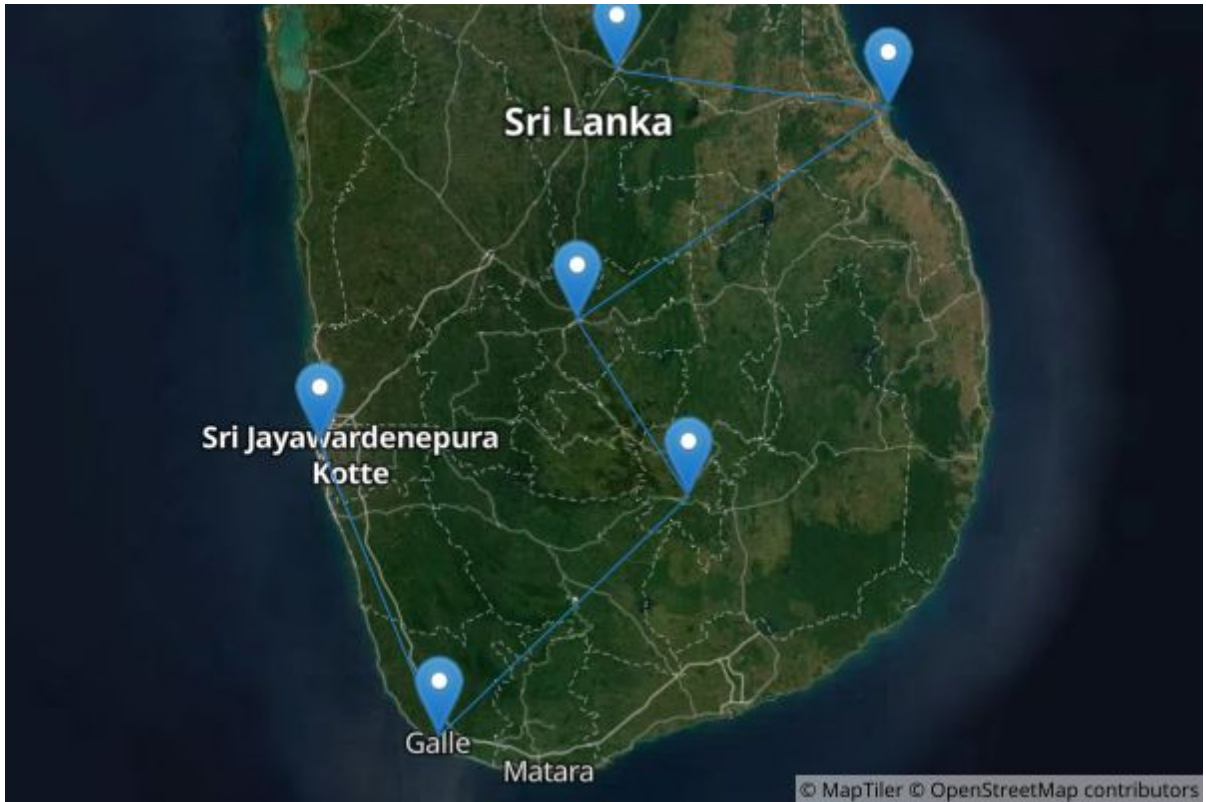 Sri Lanka
Sri Jayawardenepura
Kotte
Galle
Matara
© MapTiler © OpenStreetMap contributors